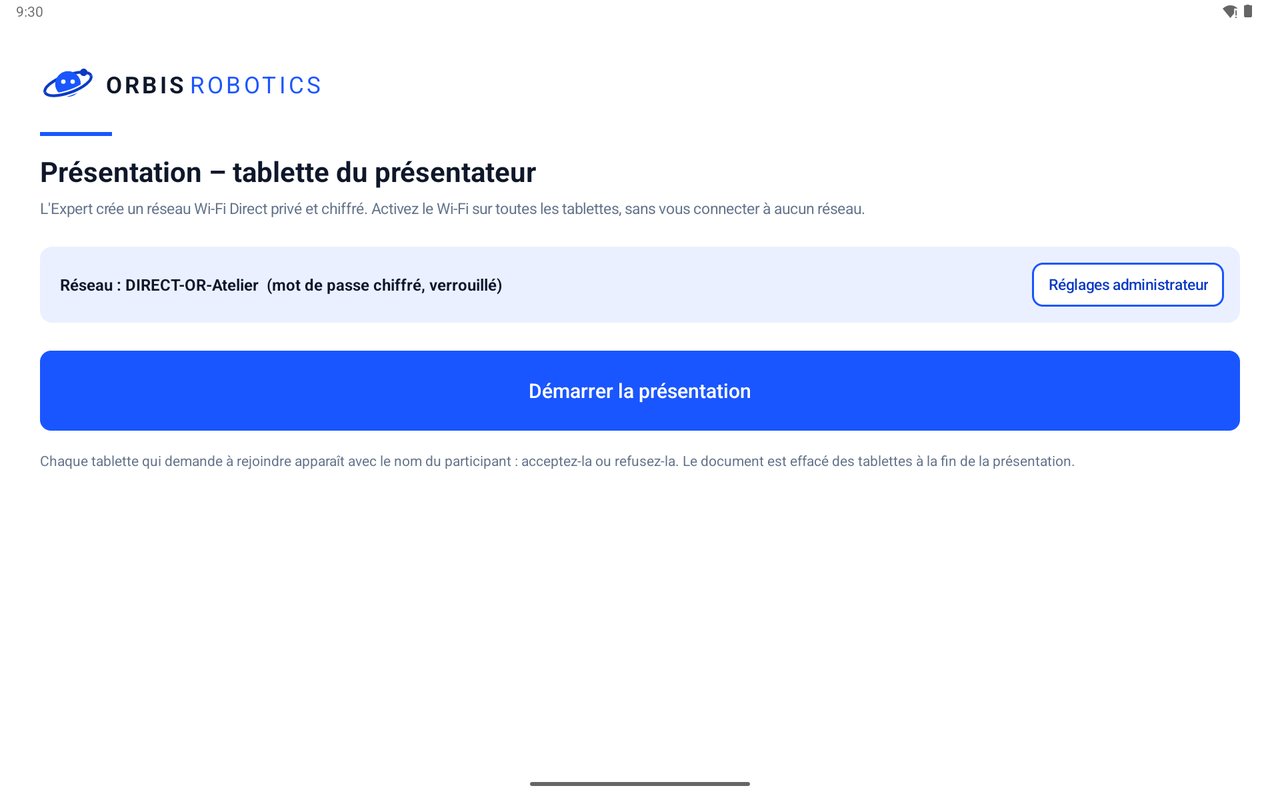 9:30
ORBIS ROBOTICS
Présentation – tablette du présentateur
L'Expert crée un réseau Wi-Fi Direct privé et chiffré. Activez le Wi-Fi sur toutes les tablettes, sans vous connecter à aucun réseau.
Réseau : DIRECT-OR-Atelier (mot de passe chiffré, verrouillé)
Réglages administrateur
Démarrer la présentation
Chaque tablette qui demande à rejoindre apparaît avec le nom du participant : acceptez-la ou refusez-la. Le document est effacé des tablettes à la fin de la présentation.